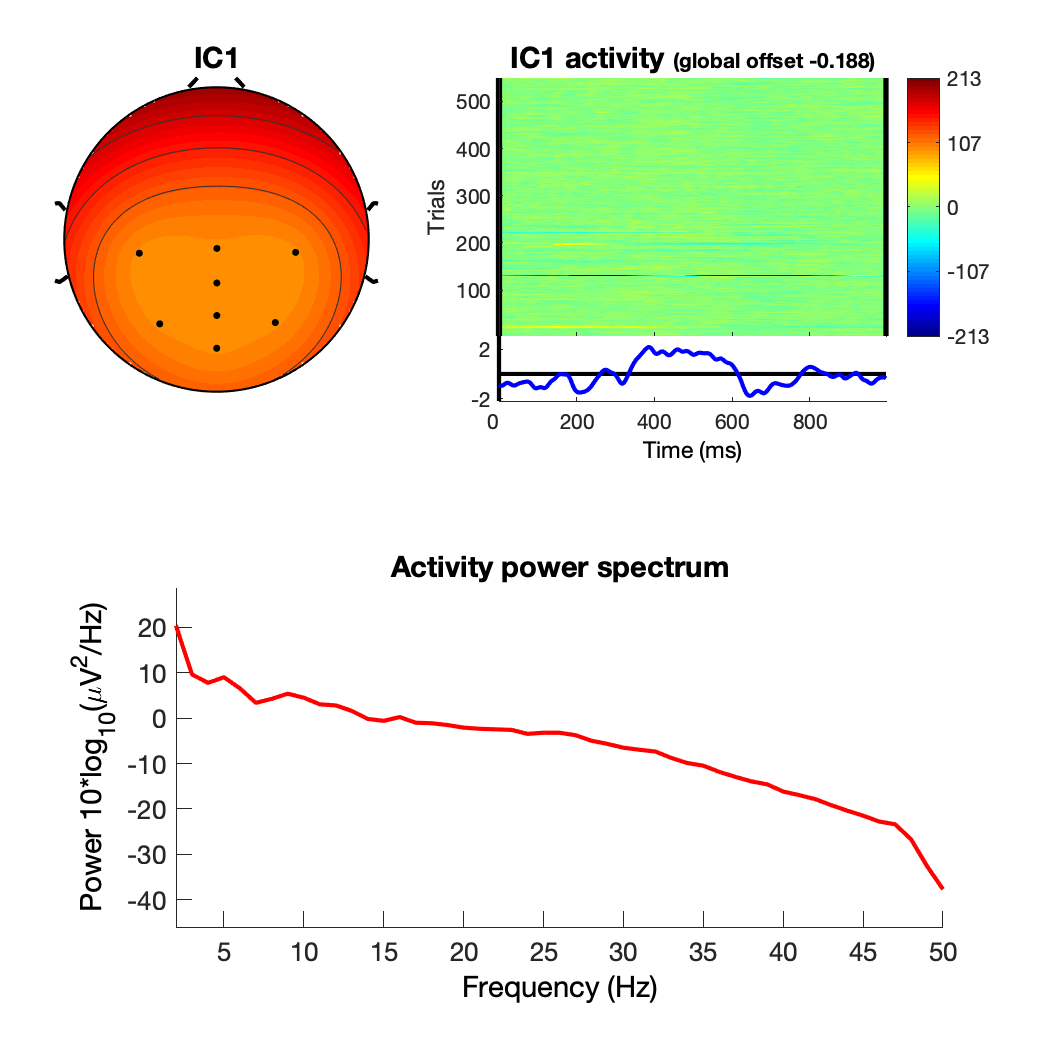 IC1
IC1 activity (global offset -0.188)
Trials
500
400
300
200
100
213
107
0
-107
-213
2
-2
0 200 400 600 800
Time (ms)
Activity power spectrum
Power 10*log10(μV2/Hz)
20
10
0
-10
-20
-30
-40
5 10 15 20 25 30 35 40 45 50
Frequency (Hz)